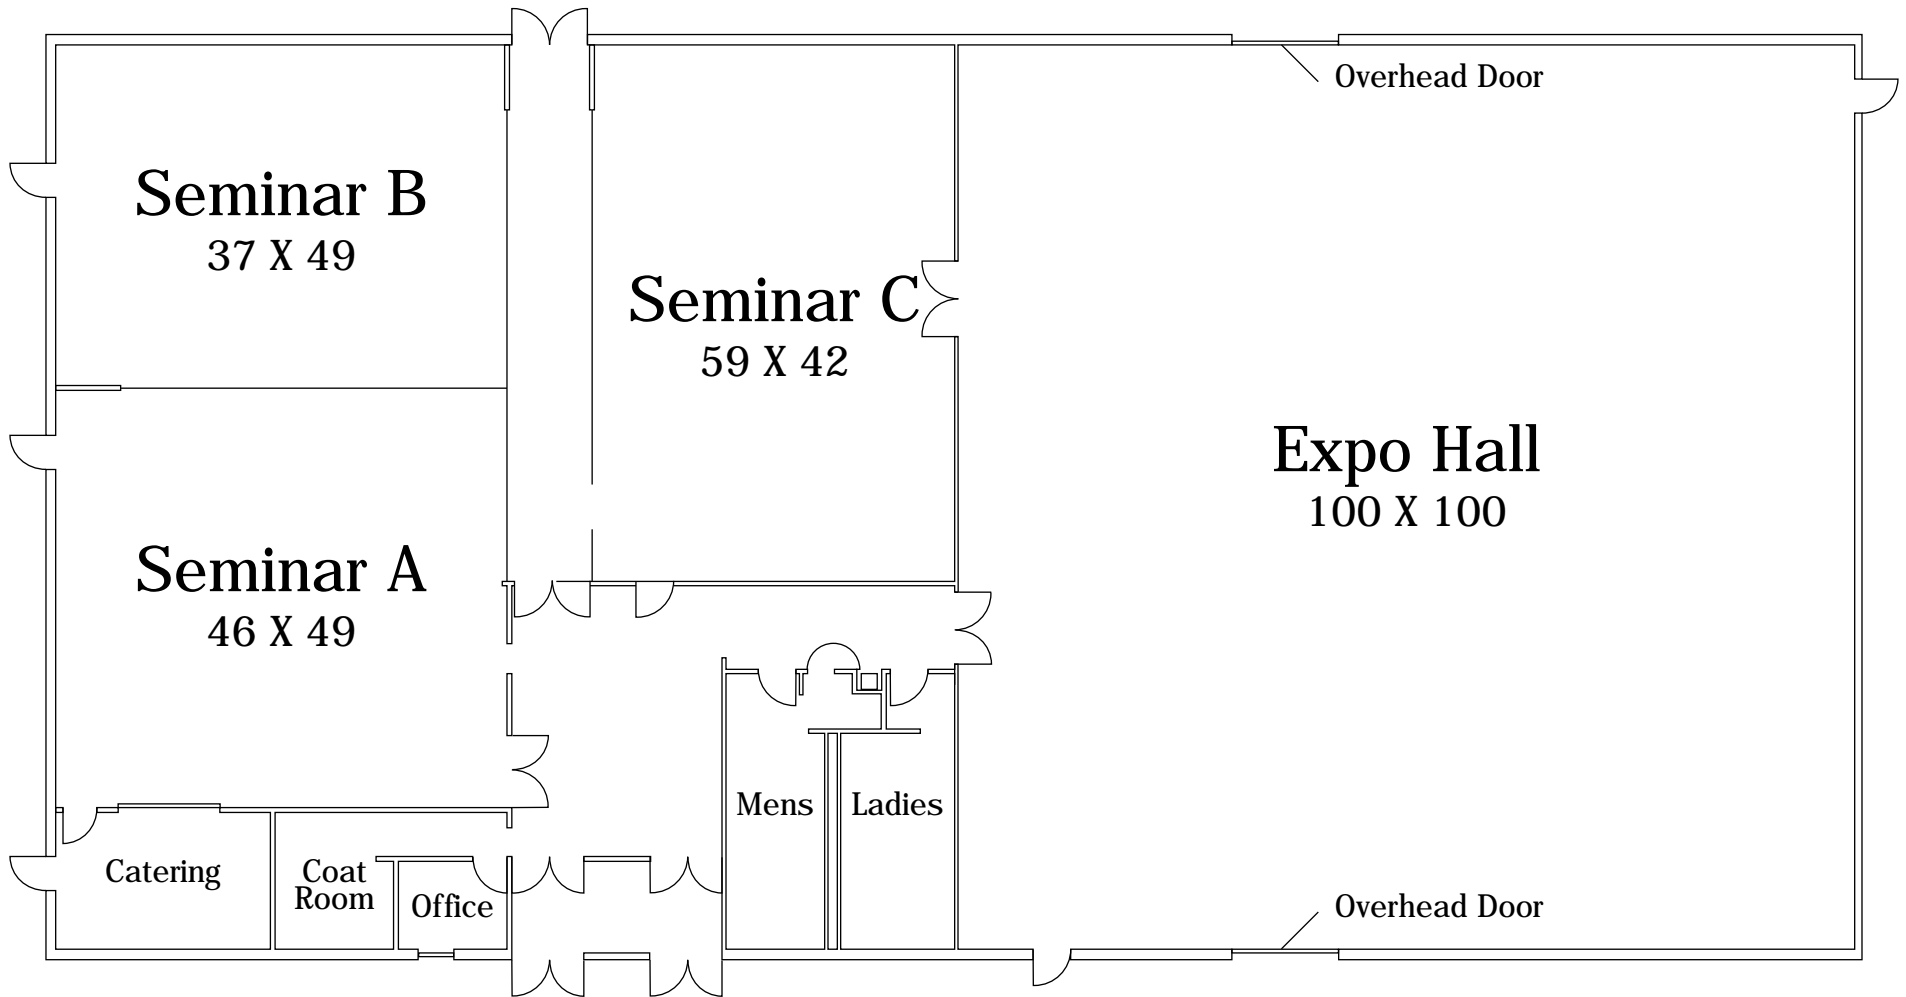 Overhead Door
Seminar B
37 X 49
Seminar C
59 X 42
Expo Hall
100 X 100
Seminar A
46 X 49
Mens
Ladies
Catering
Coat
Room
Office
Overhead Door